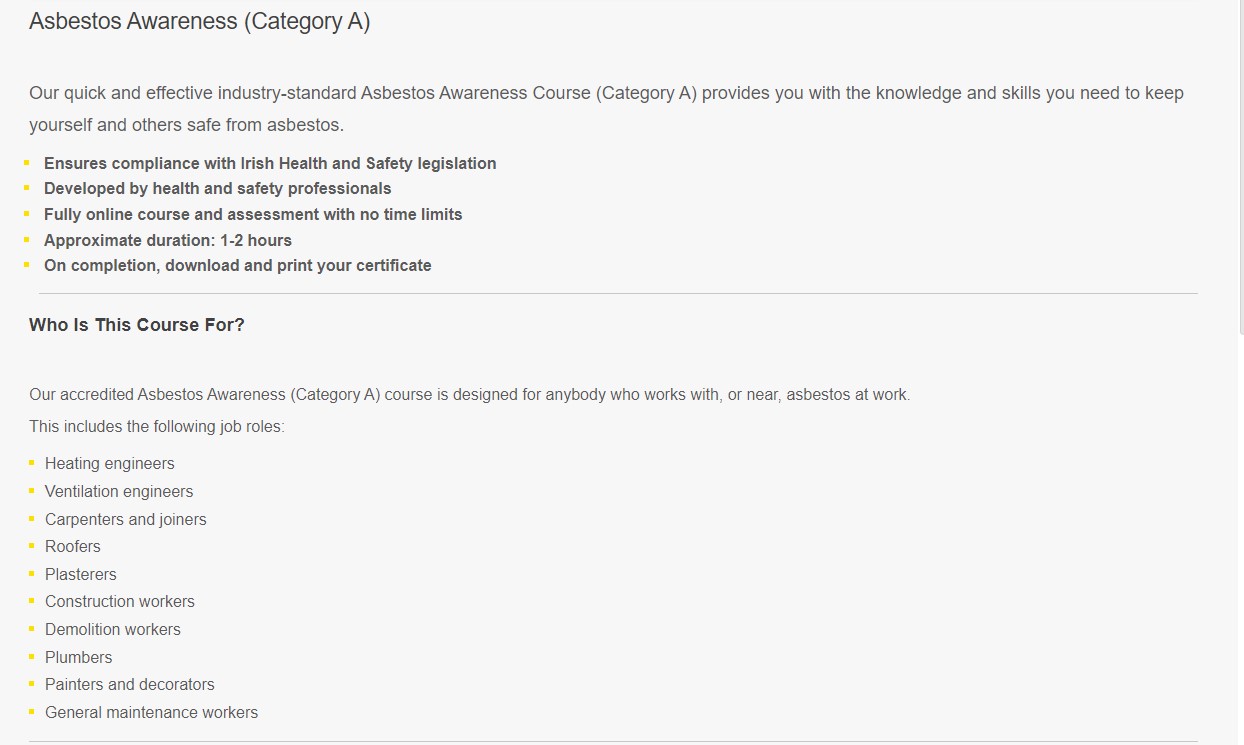 Asbestos Awareness (Category A)
Our quick and effective industry-standard Asbestos Awareness Course (Category A) provides you with the knowledge and skills you need to keep
yourself and others safe from asbestos.
Ensures compliance with Irish Health and Safety legislation
Developed by health and safety professionals
Fully online course and assessment with no time limits
Approximate duration: 1-2 hours
On completion, download and print your certificate
Who Is This Course For?
Our accredited Asbestos Awareness (Category A) course is designed for anybody who works with, or near, asbestos at work.
This includes the following job roles:
Heating engineers
Ventilation engineers
Carpenters and joiners
Roofers
Plasterers
Construction workers
Demolition workers
Plumbers
Painters and decorators
General maintenance workers